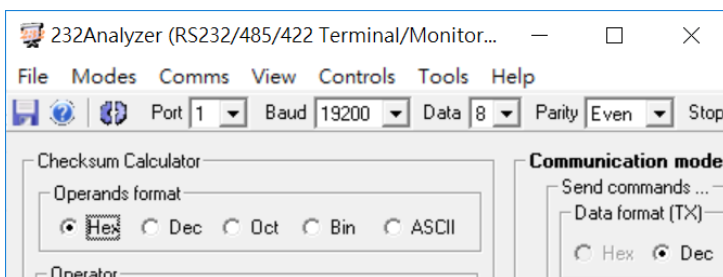 232Analyzer (RS232/485/422 Terminal/Monitor...
File Modes Comms View Controls Tools Help
Port 1 Baud 19200 Data 8 Parity Even Stop
Checksum Calculator
Operands format
Hex Dec Oct Bin ASCII
Operator
Communication mode
Send commands ...
Data format (TX)
Hex Dec